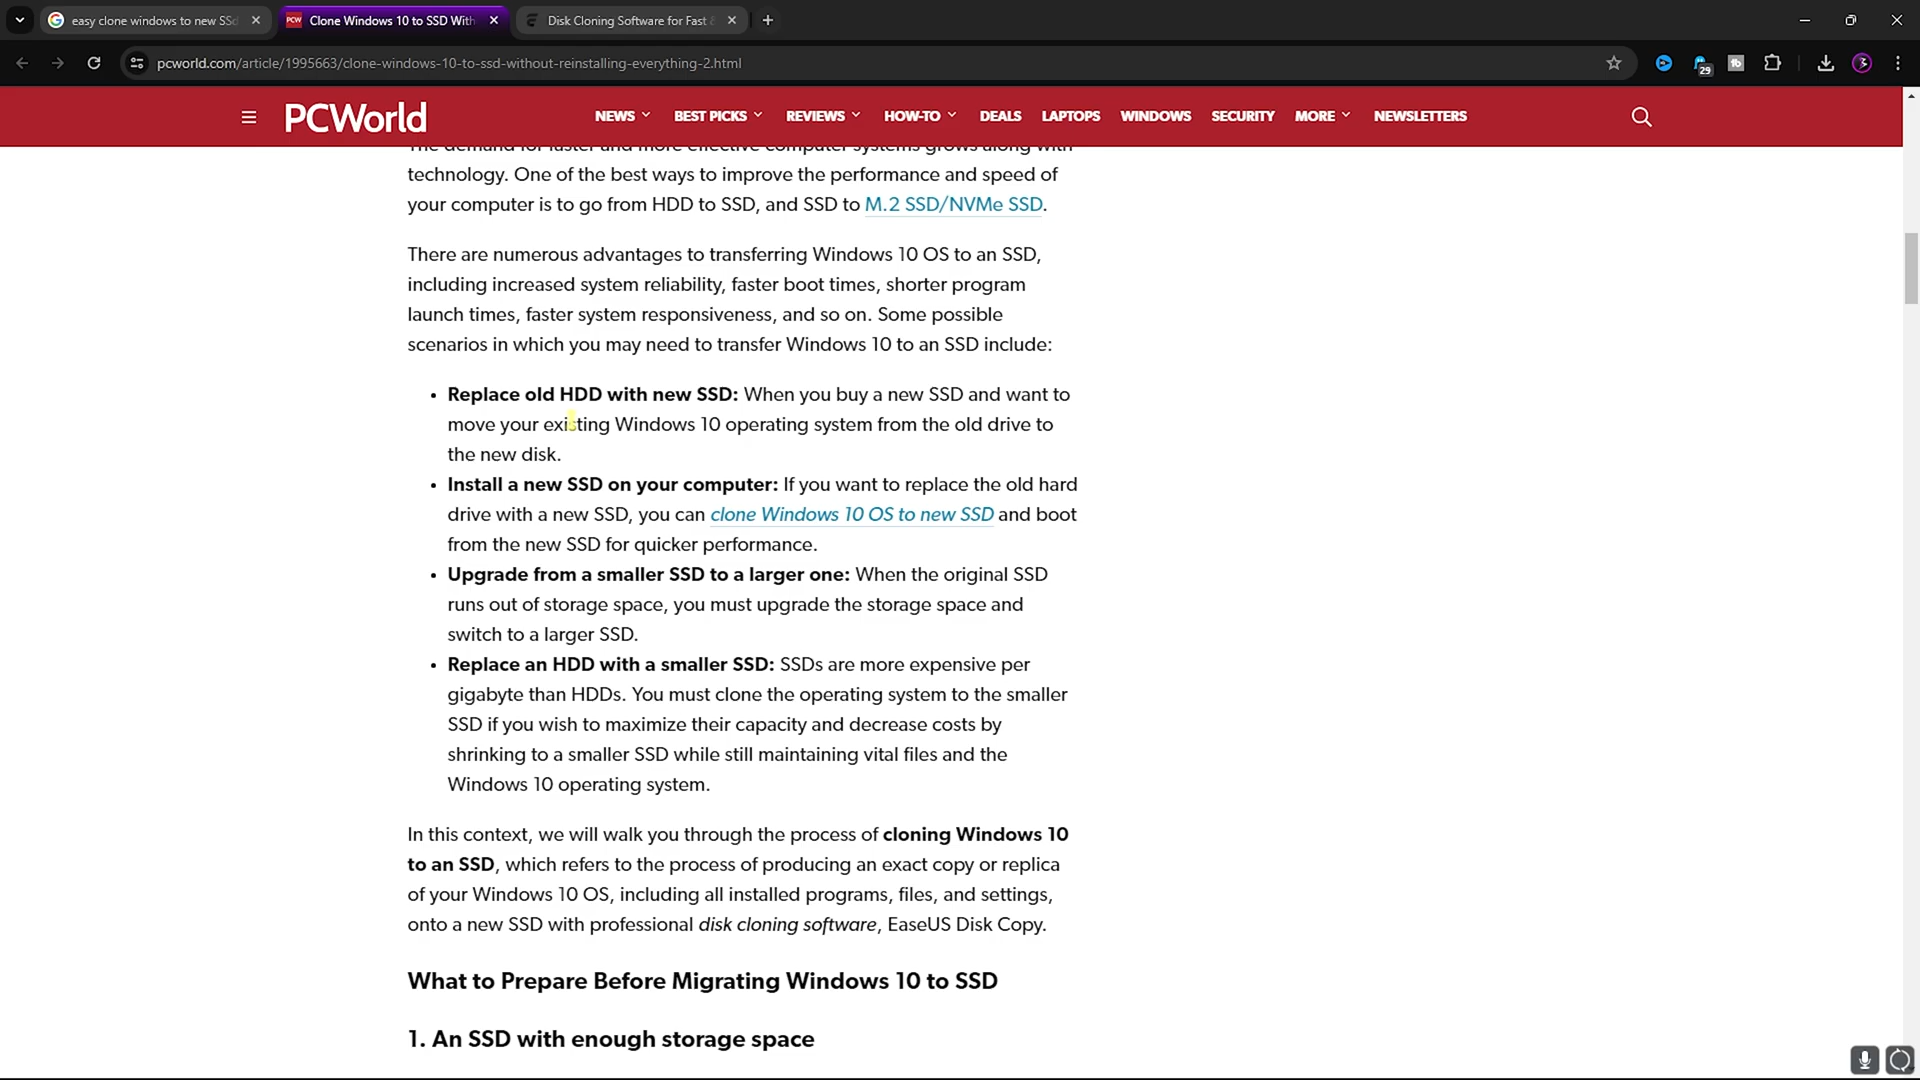 easy clone windows to new SSd
Clone Windows 10 to SSD With
Disk Cloning Software for Fast &
pcworld.com/article/1995663/clone-windows-10-to-ssd-without-reinstalling-everything-2.html
29
PCWorld
NEWS
BEST PICKS
REVIEWS
HOW-TO
DEALS
LAPTOPS
WINDOWS
SECURITY
MORE
NEWSLETTERS
The demand for faster and more effective computer systems grows along with
technology. One of the best ways to improve the performance and speed of
your computer is to go from HDD to SSD, and SSD to M.2 SSD/NVMe SSD.
There are numerous advantages to transferring Windows 10 OS to an SSD,
including increased system reliability, faster boot times, shorter program
launch times, faster system responsiveness, and so on. Some possible
scenarios in which you may need to transfer Windows 10 to an SSD include:
• Replace old HDD with new SSD: When you buy a new SSD and want to
move your existing Windows 10 operating system from the old drive to
the new disk.
• Install a new SSD on your computer: If you want to replace the old hard
drive with a new SSD, you can clone Windows 10 OS to new SSD and boot
from the new SSD for quicker performance.
• Upgrade from a smaller SSD to a larger one: When the original SSD
runs out of storage space, you must upgrade the storage space and
switch to a larger SSD.
• Replace an HDD with a smaller SSD: SSDs are more expensive per
gigabyte than HDDs. You must clone the operating system to the smaller
SSD if you wish to maximize their capacity and decrease costs by
shrinking to a smaller SSD while still maintaining vital files and the
Windows 10 operating system.
In this context, we will walk you through the process of cloning Windows 10
to an SSD, which refers to the process of producing an exact copy or replica
of your Windows 10 OS, including all installed programs, files, and settings,
onto a new SSD with professional disk cloning software, EaseUS Disk Copy.
What to Prepare Before Migrating Windows 10 to SSD
1. An SSD with enough storage space